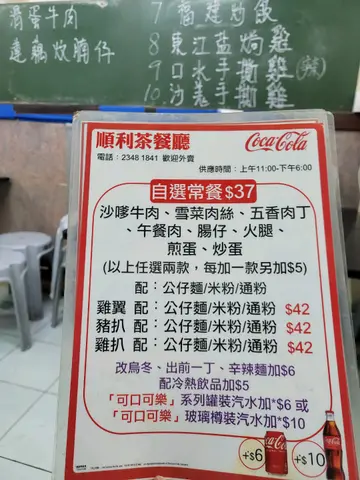 滑蛋牛肉
遠翡炆腩仔
7 福建炒飯
8 東江鹽焗雞
9 口水手撕雞(辣)
10 沙薑手撕雞
順利茶餐廳
Coca-Cola
電話:2348 1841 歡迎外賣
供應時間:上午11:00-下午6:00
自選常餐$37
沙嗲牛肉、雪菜肉絲、五香肉丁
、午餐肉、腸仔、火腿、
煎蛋、炒蛋
(以上任選兩款,每加一款另加$5)
配:公仔麵/米粉/通粉
雞翼 配:公仔麵/米粉/通粉 $42
豬扒 配:公仔麵/米粉/通粉 $42
雞扒 配:公仔麵/米粉/通粉 $42
改烏冬、出前一丁、辛辣麵加$6
配冷熱飲品加$5
「可口可樂」系列罐裝汽水加*$6 或
「可口可樂」玻璃樽裝汽水加*$10
+$6
+$10